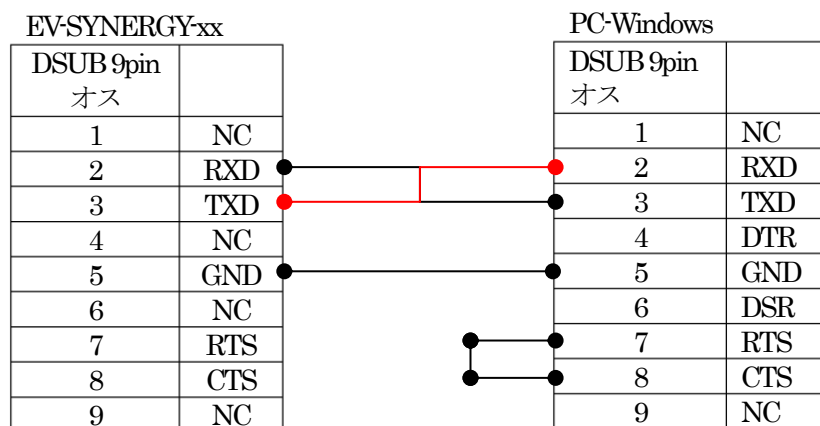 EV-SYNERGY-xx
DSUB 9pin
オス
1 NC
2 RXD
3 TXD
4 NC
5 GND
6 NC
7 RTS
8 CTS
9 NC
PC-Windows
DSUB 9pin
オス
1 NC
2 RXD
3 TXD
4 DTR
5 GND
6 DSR
7 RTS
8 CTS
9 NC